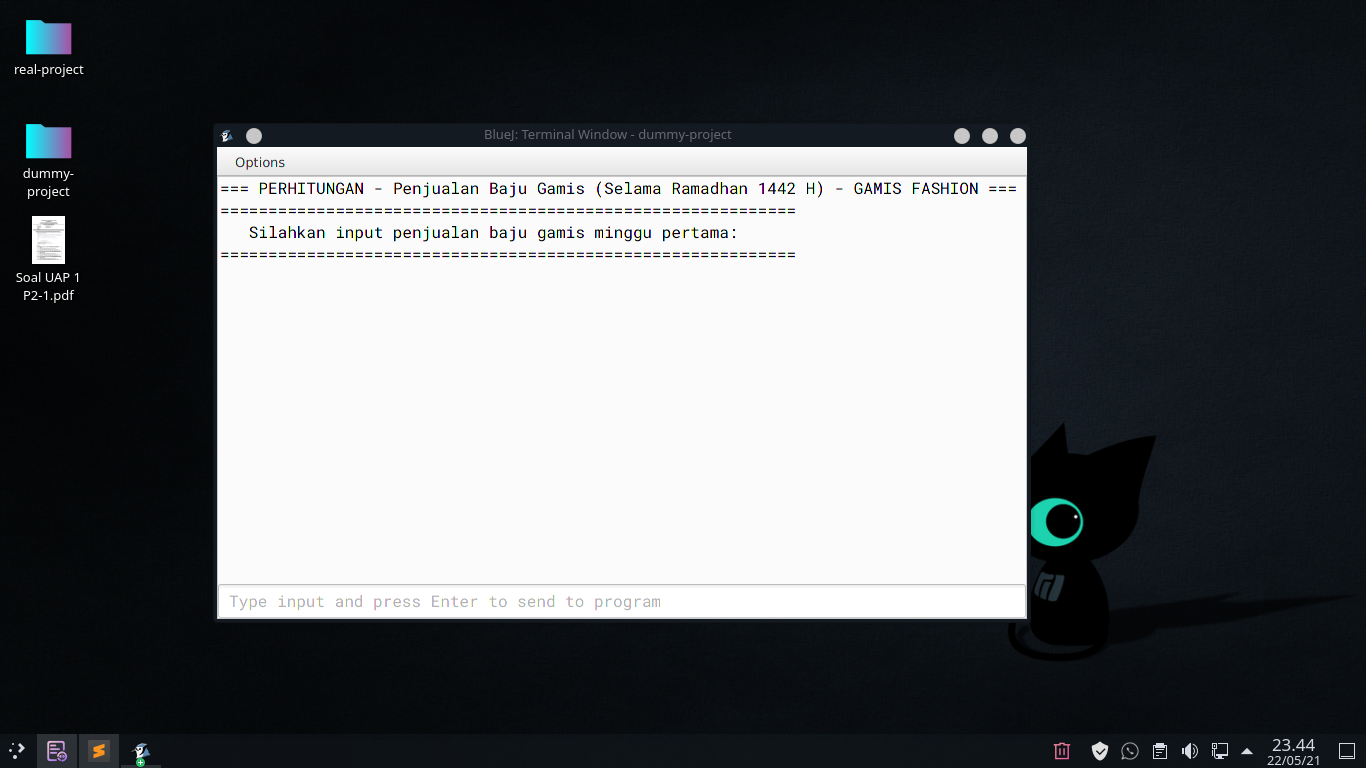 real-project
dummy-
project
Soal UAP 1
P2-1.pdf
BlueJ: Terminal Window - dummy-project
Options
=== PERHITUNGAN - Penjualan Baju Gamis (Selama Ramadhan 1442 H) - GAMIS FASHION ===
============================================================
Silahkan input penjualan baju gamis minggu pertama:
============================================================
Type input and press Enter to send to program
23.44
22/05/21